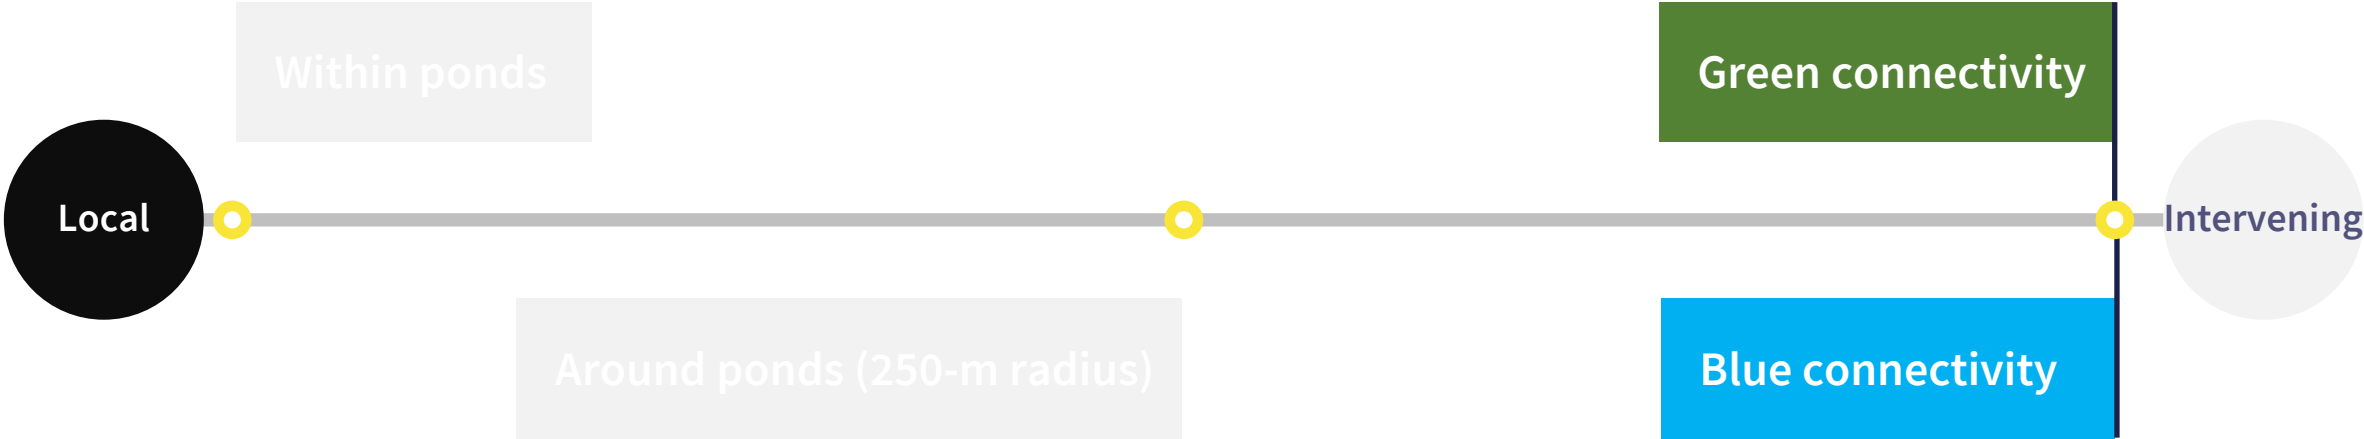 Within ponds
Green connectivity
Local
Intervening
Around ponds (250-m radius)
Blue connectivity